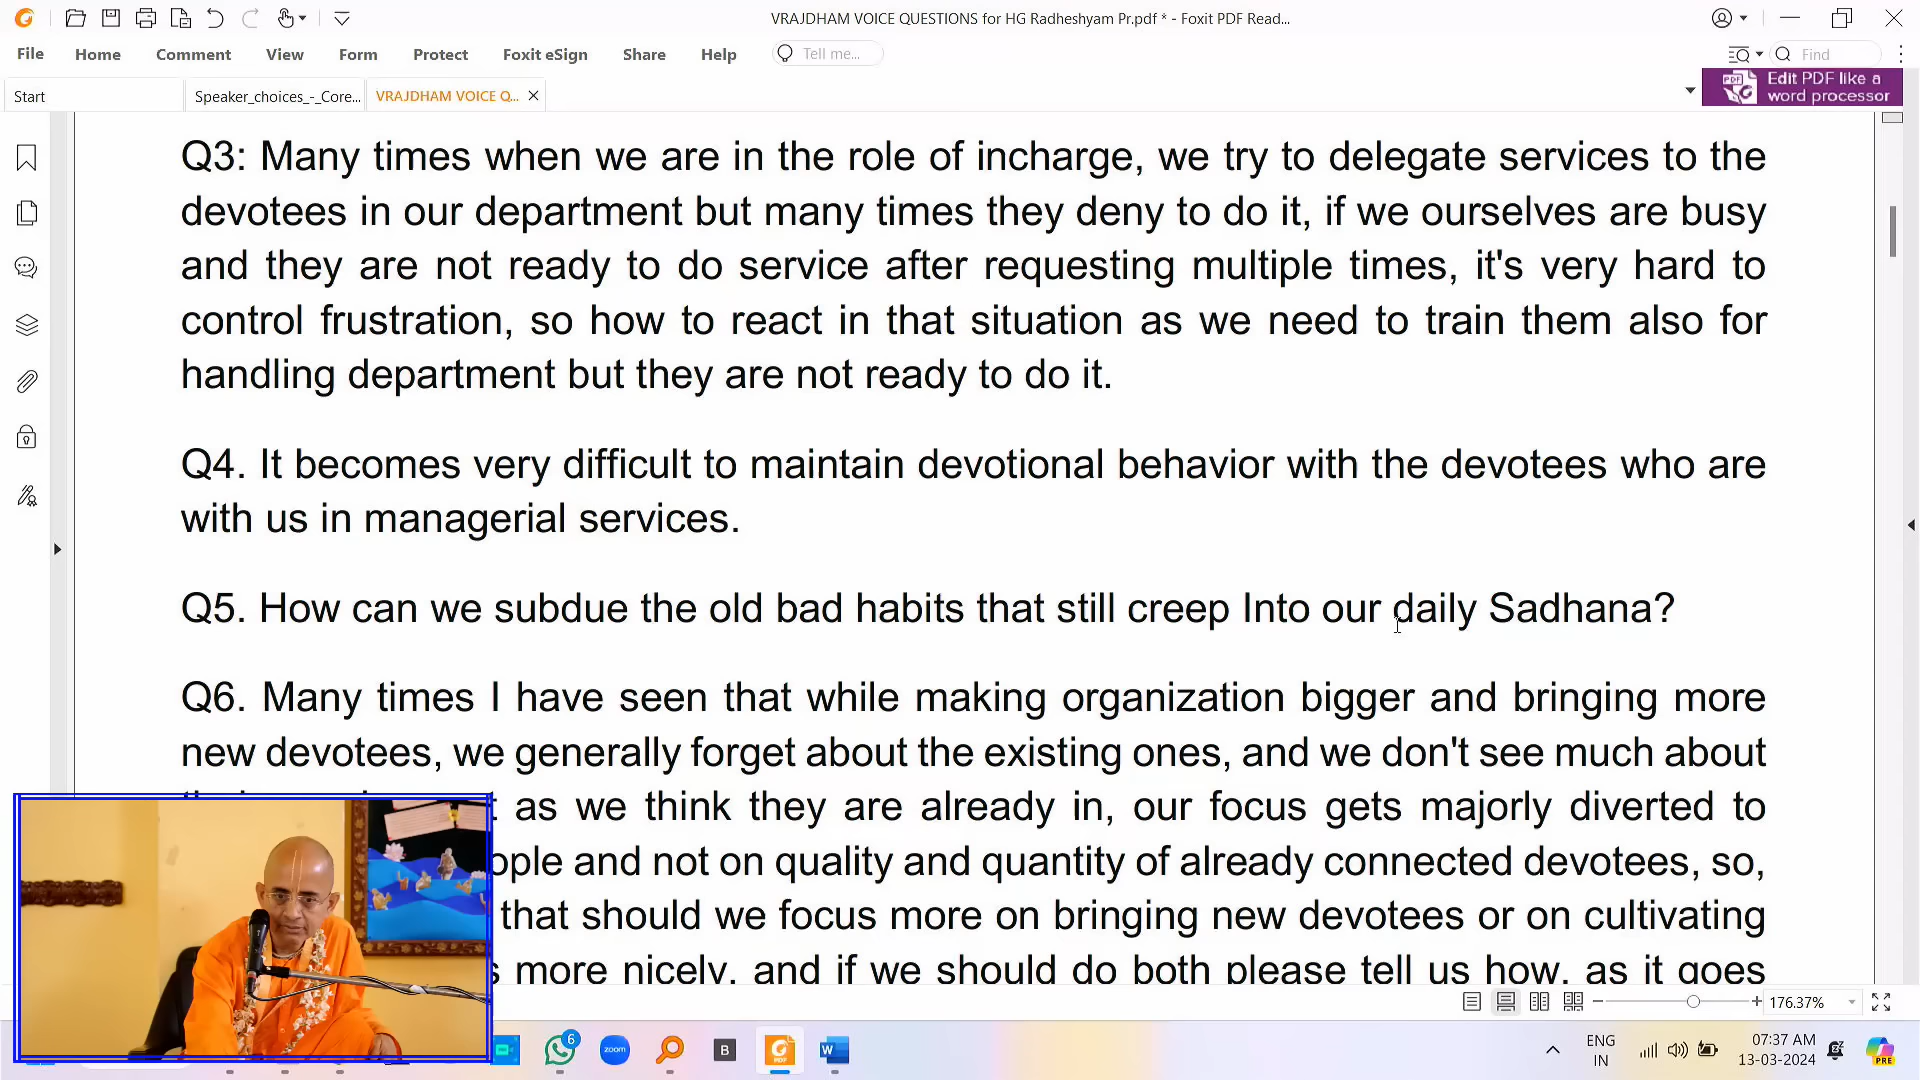 VRAJDHAM VOICE QUESTIONS for HG Radheshyam Pr.pdf * - Foxit PDF Read...
File Home Comment View Form Protect Foxit eSign Share Help Tell me... Find
Start Speaker_choices_-_Core... VRAJDHAM VOICE Q...
Edit PDF like a
word processor
Q3: Many times when we are in the role of incharge, we try to delegate services to the
devotees in our department but many times they deny to do it, if we ourselves are busy
and they are not ready to do service after requesting multiple times, it's very hard to
control frustration, so how to react in that situation as we need to train them also for
handling department but they are not ready to do it.
Q4. It becomes very difficult to maintain devotional behavior with the devotees who are
with us in managerial services.
Q5. How can we subdue the old bad habits that still creep Into our daily Sadhana?
Q6. Many times I have seen that while making organization bigger and bringing more
new devotees, we generally forget about the existing ones, and we don't see much about
as we think they are already in, our focus gets majorly diverted to
and not on quality and quantity of already connected devotees, so,
that should we focus more on bringing new devotees or on cultivating
more nicely, and if we should do both please tell us how, as it goes
176.37%
6
zoom
B
PDF
W
ENG
IN
07:37 AM
13-03-2024
PRE